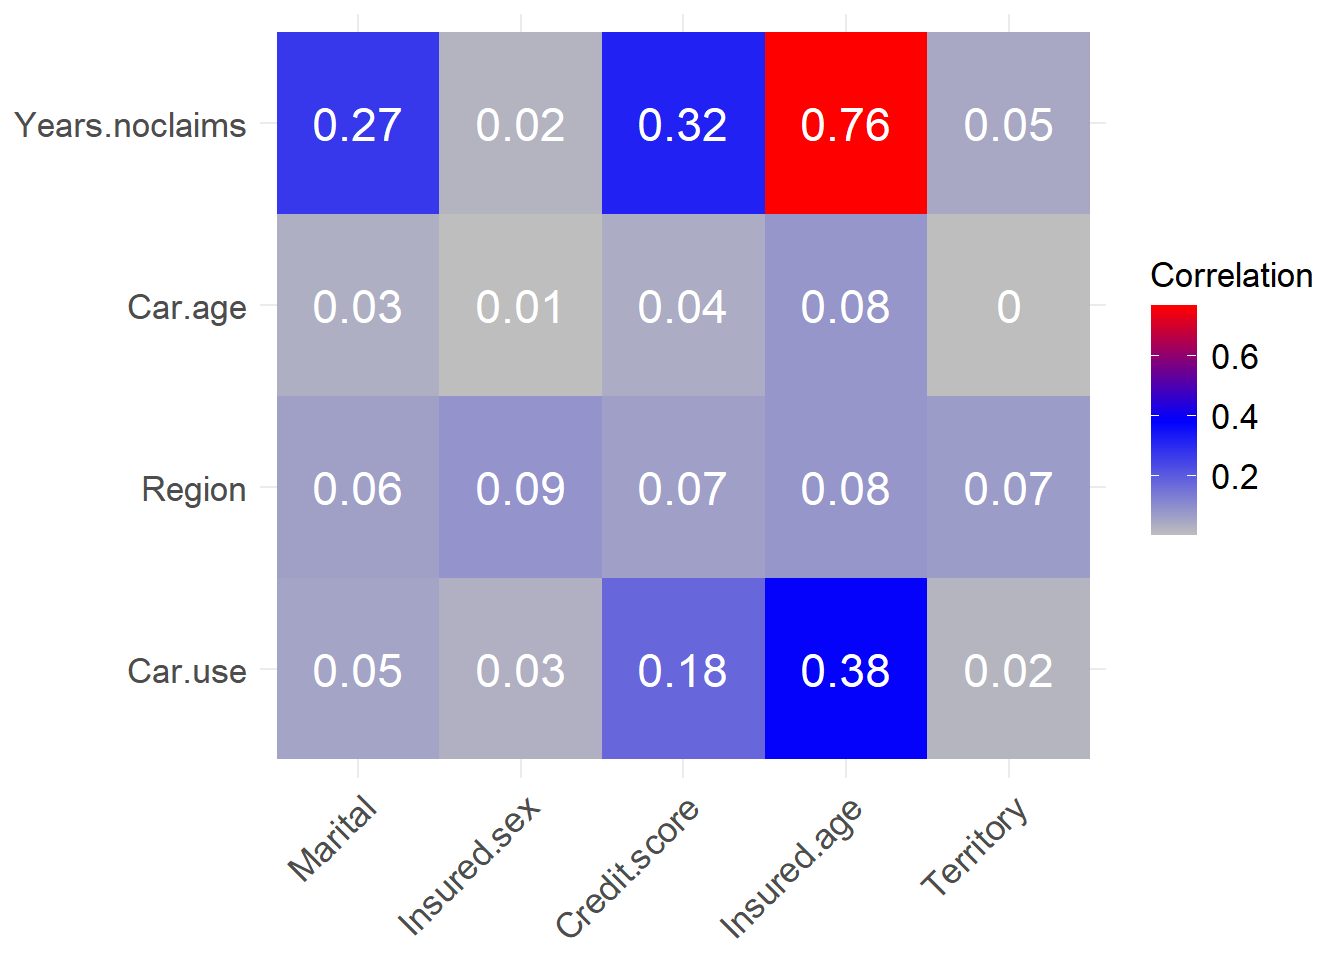 Years.noclaims 0.27 0.02 0.32 0.76 0.05
Car.age 0.03 0.01 0.04 0.08 0
Region 0.06 0.09 0.07 0.08 0.07
Car.use 0.05 0.03 0.18 0.38 0.02
Marital Insured.sex Credit.score Insured.age Territory
Correlation
0.6
0.4
0.2